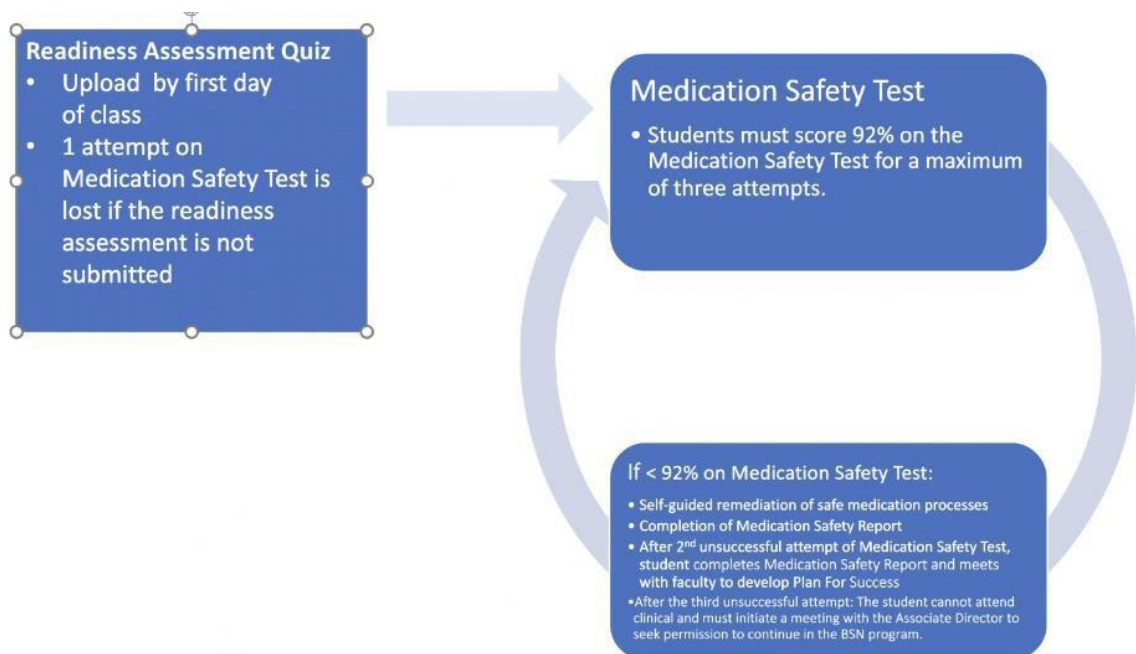 Readiness Assessment Quiz
• Upload by first day
of class
• 1 attempt on
Medication Safety Test is
lost if the readiness
assessment is not
submitted
Medication Safety Test
• Students must score 92% on the
Medication Safety Test for a maximum
of three attempts.
If < 92% on Medication Safety Test:
• Self-guided remediation of safe medication processes
• Completion of Medication Safety Report
• After 2nd unsuccessful attempt of Medication Safety Test,
student completes Medication Safety Report and meets
with faculty to develop Plan For Success
•After the third unsuccessful attempt: The student cannot attend
clinical and must initiate a meeting with the Associate Director to
seek permission to continue in the BSN program.